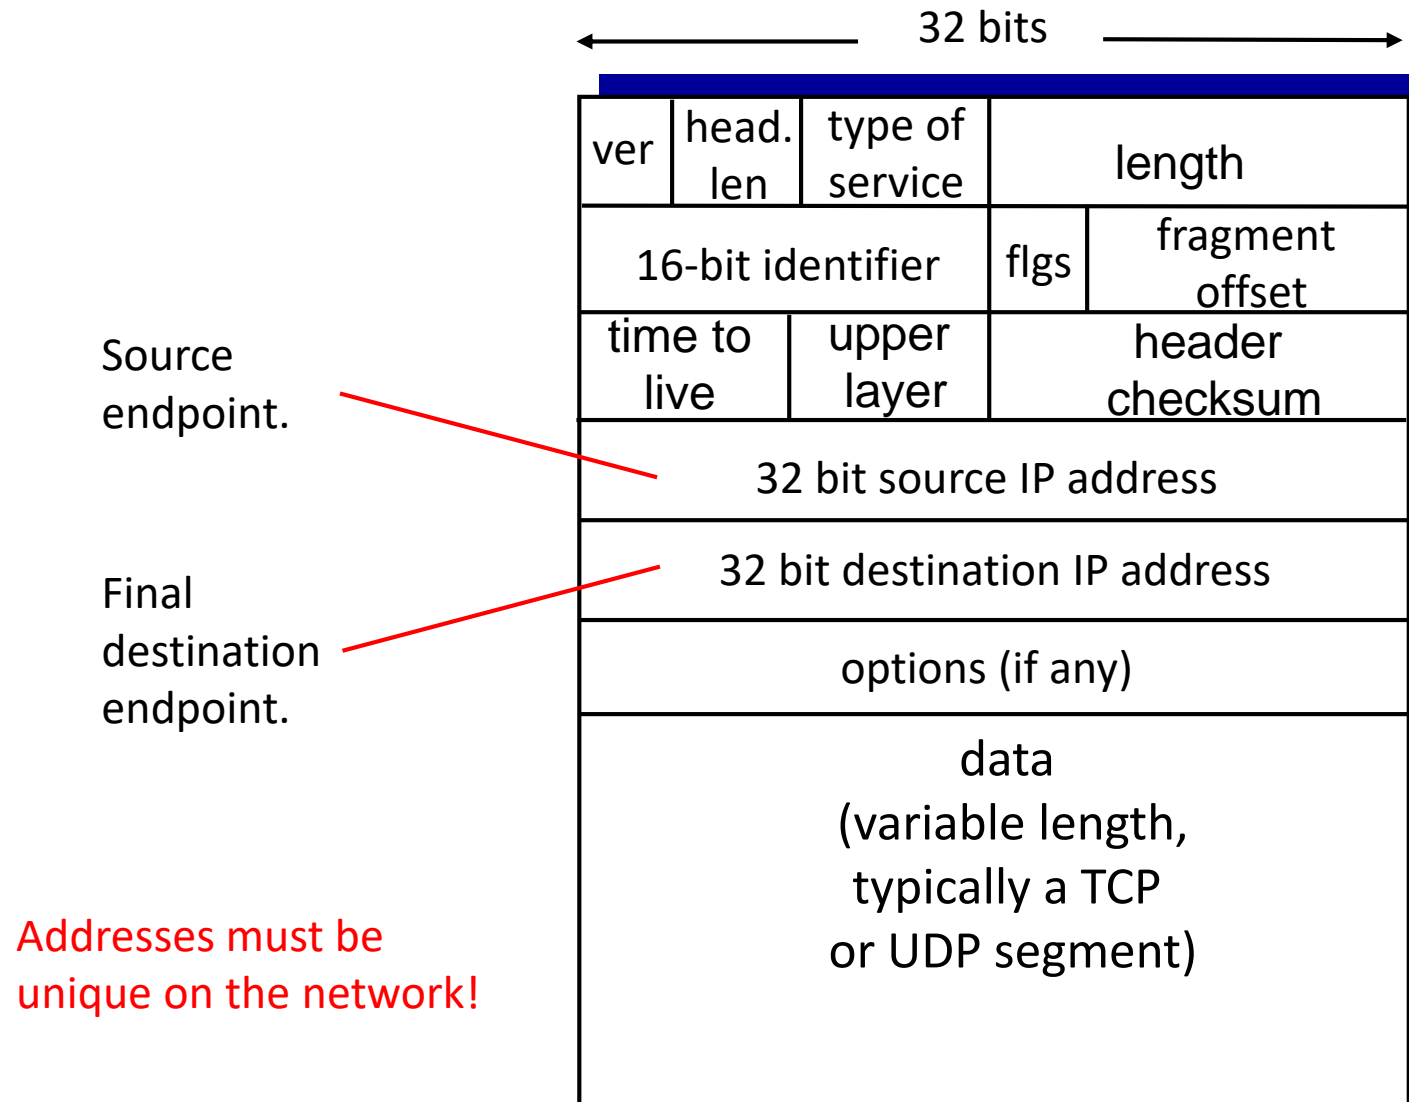 32 bits
ver
head.
len
type of
service
length
16-bit identifier
flgs
fragment
offset
time to
live
upper
layer
header
checksum
Source
endpoint.
32 bit source IP address
Final
destination
endpoint.
32 bit destination IP address
options (if any)
data
(variable length,
typically a TCP
or UDP segment)
Addresses must be
unique on the network!